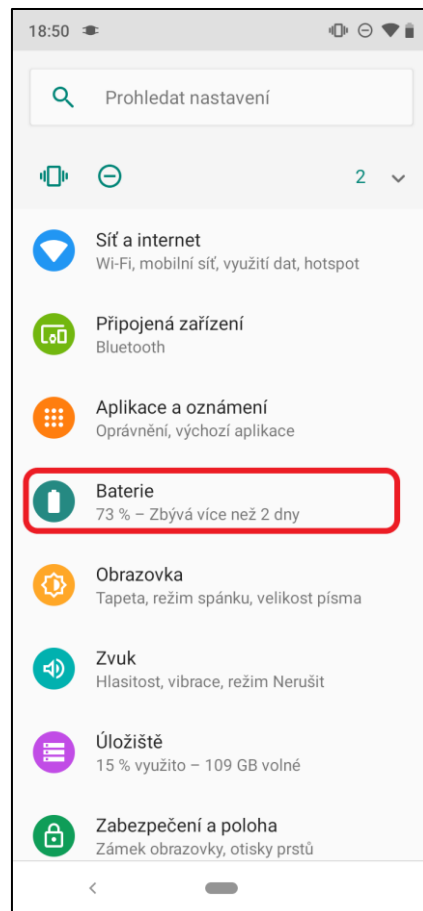 18:50
Prohledat nastavení
2
Síť a internet
Wi-Fi, mobilní síť, využití dat, hotspot
Připojená zařízení
Bluetooth
Aplikace a oznámení
Oprávnění, výchozí aplikace
Baterie
73 % – Zbývá více než 2 dny
Obrazovka
Tapeta, režim spánku, velikost písma
Zvuk
Hlasitost, vibrace, režim Nerušit
Úložiště
15 % využito – 109 GB volné
Zabezpečení a poloha
Zámek obrazovky, otisky prstů